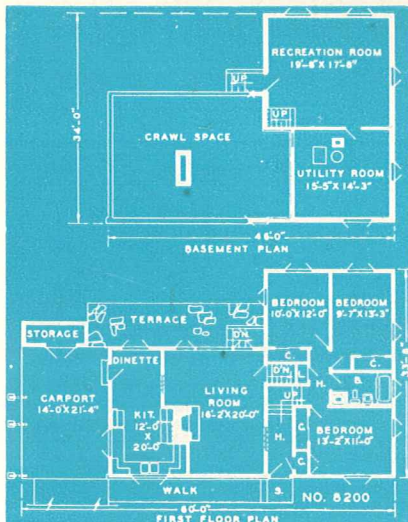 RECREATION ROOM
19'-8" X 17'-8"
UP
UP
34'-0"
CRAWL SPACE
UTILITY ROOM
15'-5" X 14'-3"
46'-0"
BASEMENT PLAN
BEDROOM
10'-0 X 12'-0
BEDROOM
9'-7 X 13'-3
TERRACE
STORAGE
D'N.
DINETTE
C.
C.
D'N.
L.
H.
B.
CARPORT
14'-0 X 21'-4"
LIVING
ROOM
16'-2 X 20'-0"
UP
KIT.
12'-0
X
20'-0
H.
C.
BEDROOM
13'-2 X 11'-0
C.
WALK
S.
NO. 8200
60'-0"
FIRST FLOOR PLAN